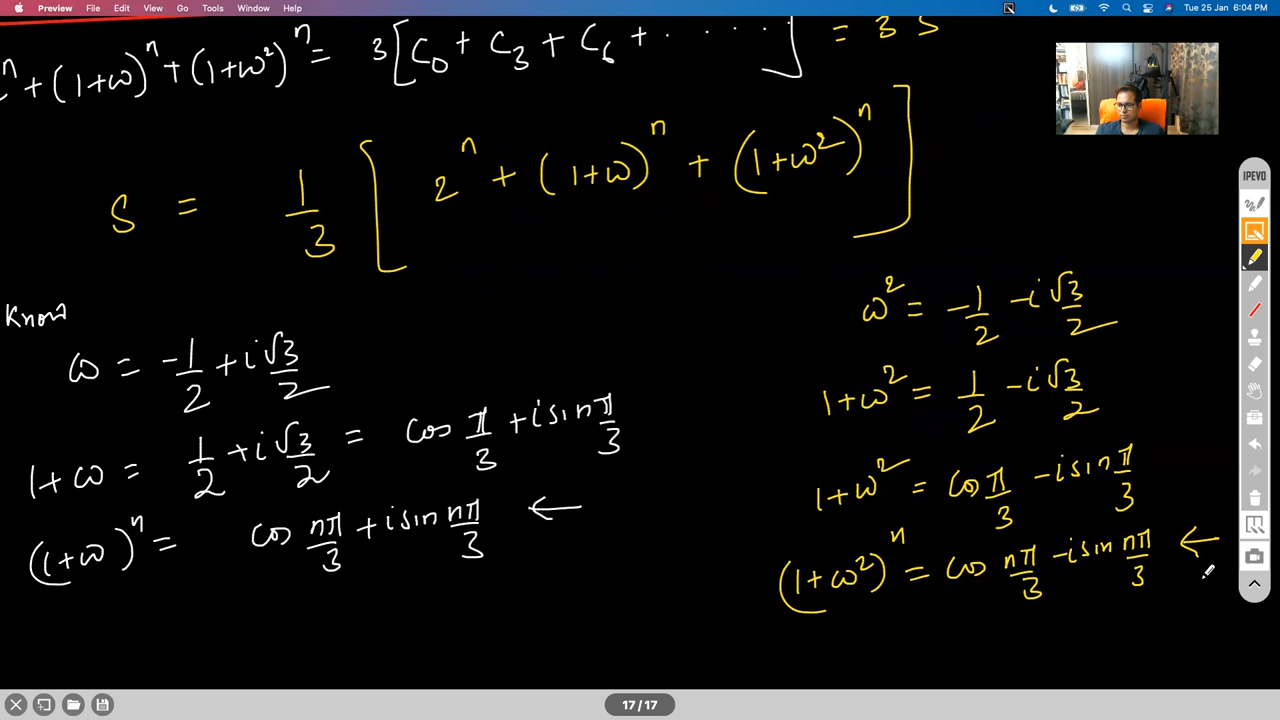 Preview File Edit View Go Tools Window Help Tue 25 Jan 6:04 PM
n + (1+ω)^n + (1+ω²)^n = 3[C₀ + C₃ + C₆ + ....] = 3 S
S = 1/3 [2^n + (1+ω)^n + (1+ω²)^n]
Know
ω = -1/2 + i√3/2
1+ω = 1/2 + i√3/2 = cos π/3 + i sin π/3
(1+ω)^n = cos nπ/3 + i sin nπ/3 ←
ω² = -1/2 - i√3/2
1+ω² = 1/2 - i√3/2
1+ω² = cos π/3 - i sin π/3
(1+ω²)^n = cos nπ/3 - i sin nπ/3 ←
IPEVO
17/17